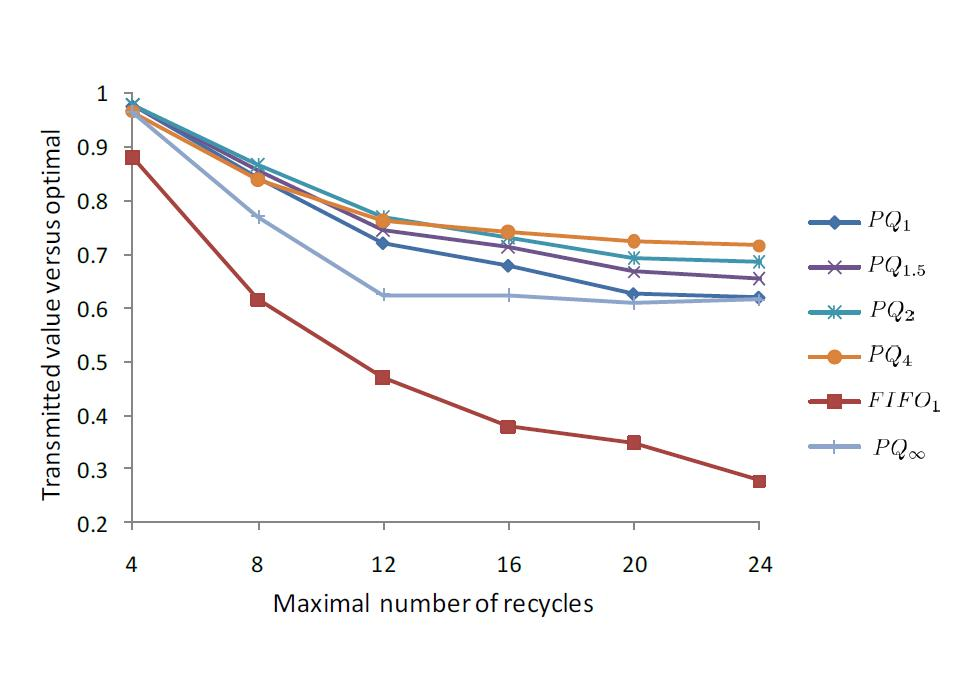 Transmitted value versus optimal
1
0.9
0.8
0.7
0.6
0.5
0.4
0.3
0.2
4 8 12 16 20 24
Maximal number of recycles
PQ₁
PQ₁.₅
PQ₂
PQ₄
FIFO₁
PQ∞